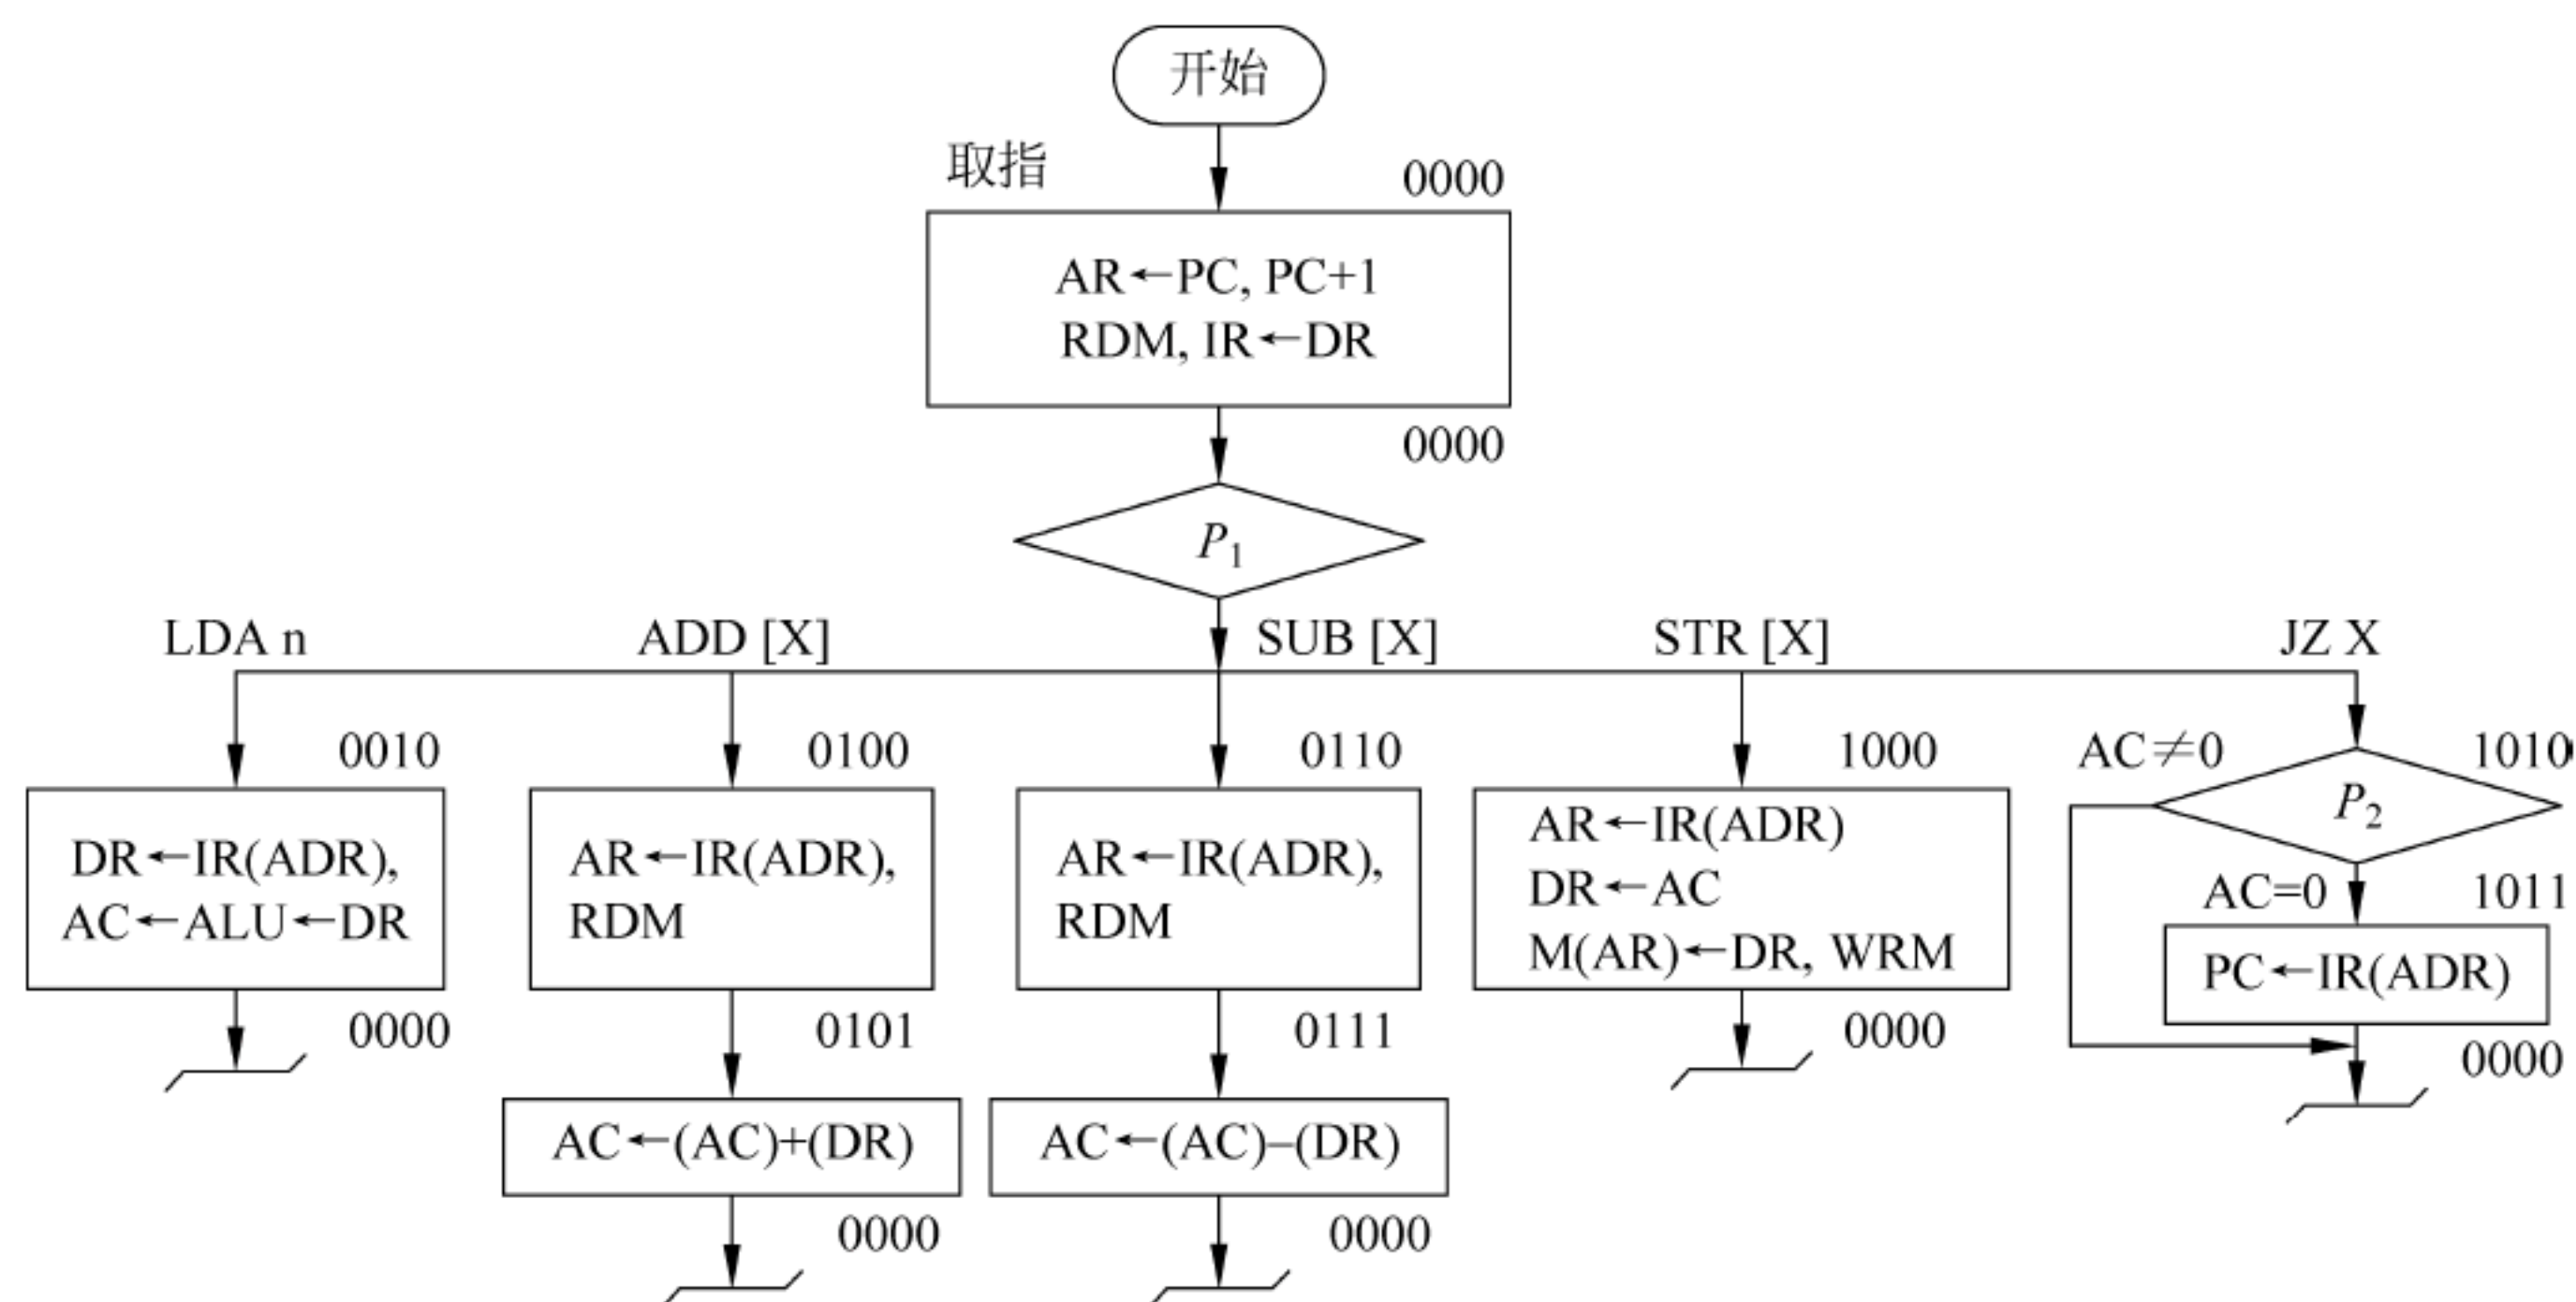 开始
取指
0000
AR←PC, PC+1
RDM, IR←DR
0000
P1
LDA n
ADD [X]
SUB [X]
STR [X]
JZ X
0010
0100
0110
1000
AC≠0
1010
DR←IR(ADR),
AC←ALU←DR
AR←IR(ADR),
RDM
AR←IR(ADR),
RDM
AR←IR(ADR)
DR←AC
M(AR)←DR, WRM
P2
AC=0
1011
PC←IR(ADR)
0000
0101
0111
0000
0000
AC←(AC)+(DR)
AC←(AC)–(DR)
0000
0000